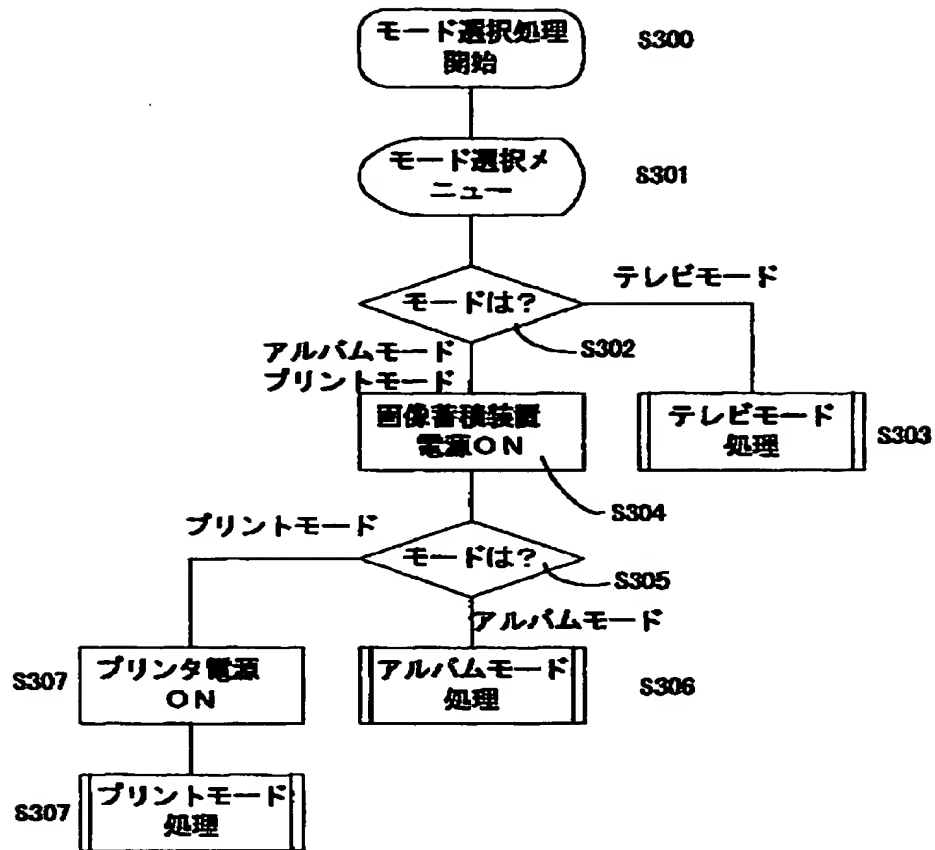 モード選択処理
開始
S300
モード選択メ
ニュー
S301
モードは?
テレビモード
S302
アルバムモード
プリントモード
画像蓄積装置
電源ON
テレビモード
処理
S303
S304
プリントモード
モードは?
S305
アルバムモード
S307
プリンタ電源
ON
アルバムモード
処理
S306
S307
プリントモード
処理